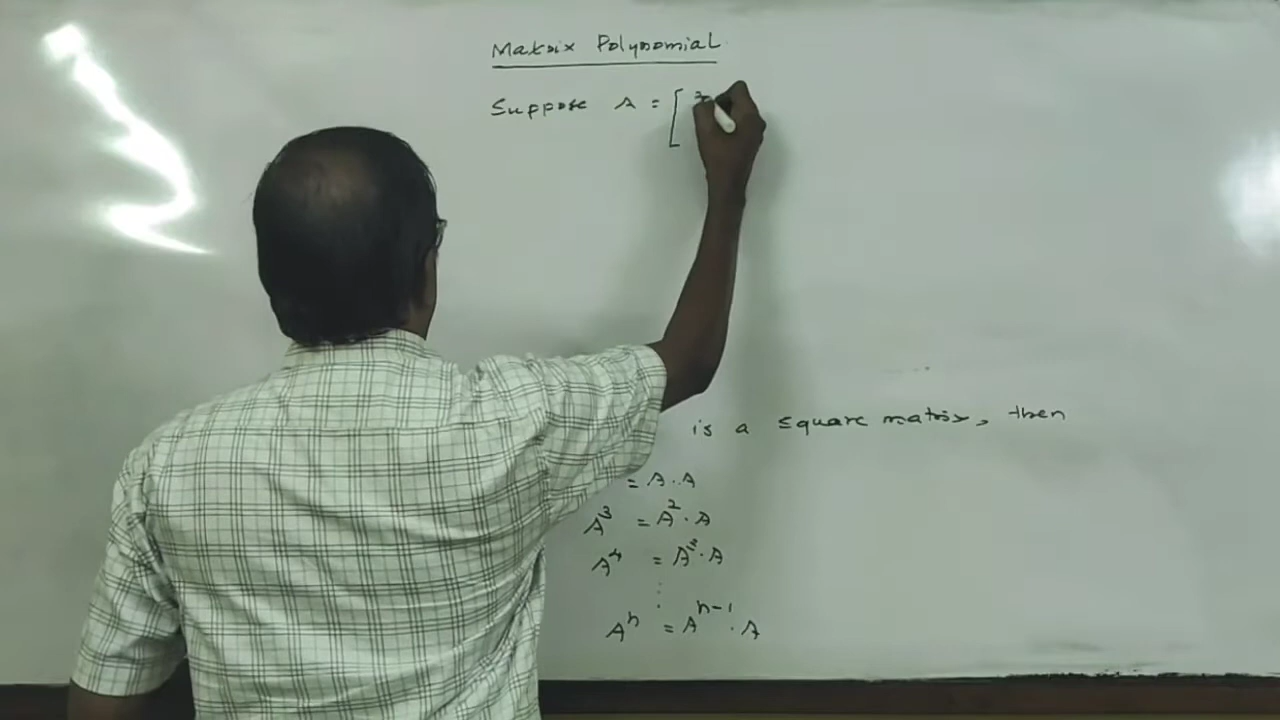 Matrix Polynomial
Suppose A = [
is a square matrix, then
= A . A
A³ = A² . A
A⁴ = A³ . A
⋮
Aⁿ = Aⁿ⁻¹ . A